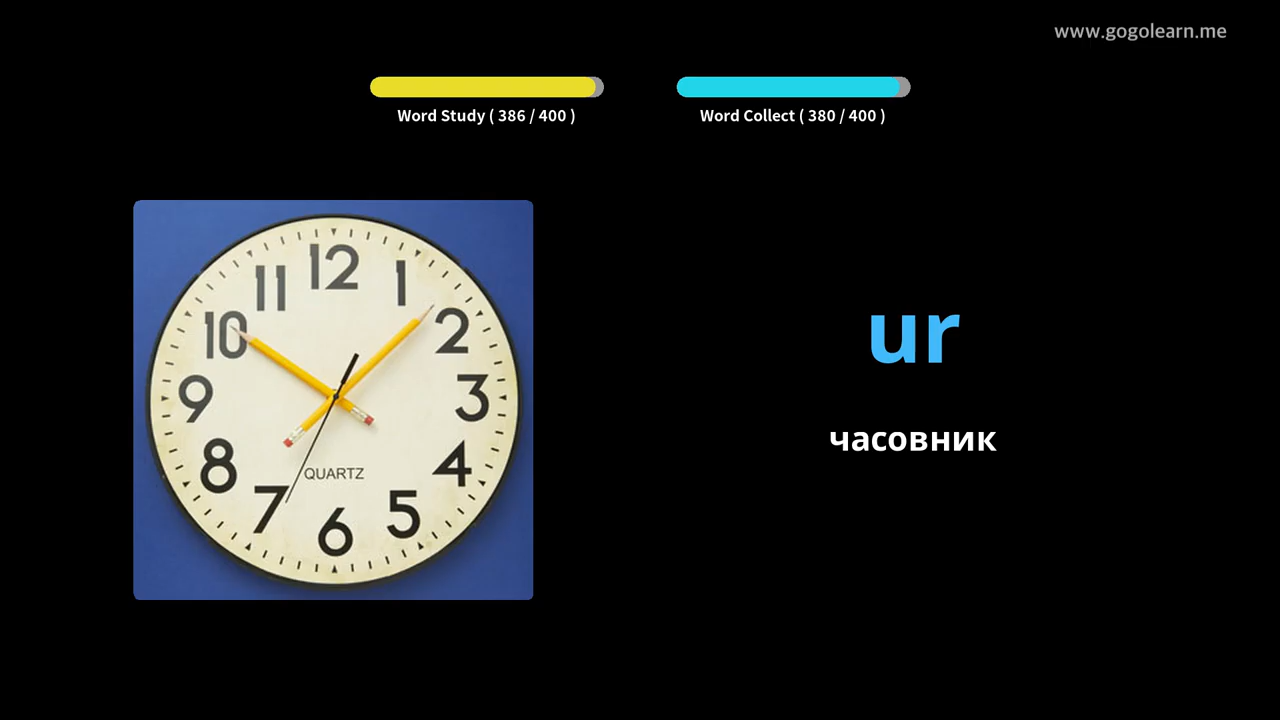 www.gogolearn.me
Word Study ( 386 / 400 )
Word Collect ( 380 / 400 )
12
11
1
10
2
9
3
8
4
QUARTZ
7
5
6
ur
часовник